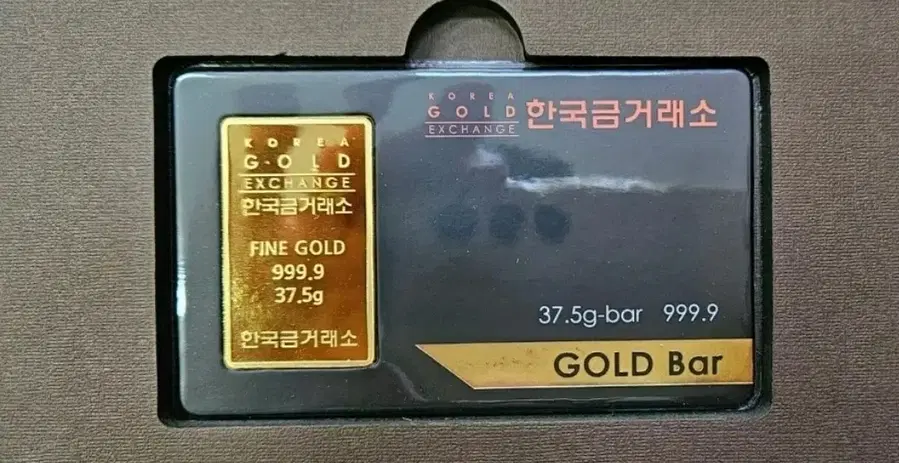 KOREA
GOLD
EXCHANGE
한국금거래소
FINE GOLD
999.9
37.5g
한국금거래소
KOREA
GOLD
EXCHANGE
한국금거래소
37.5g-bar 999.9
GOLD Bar